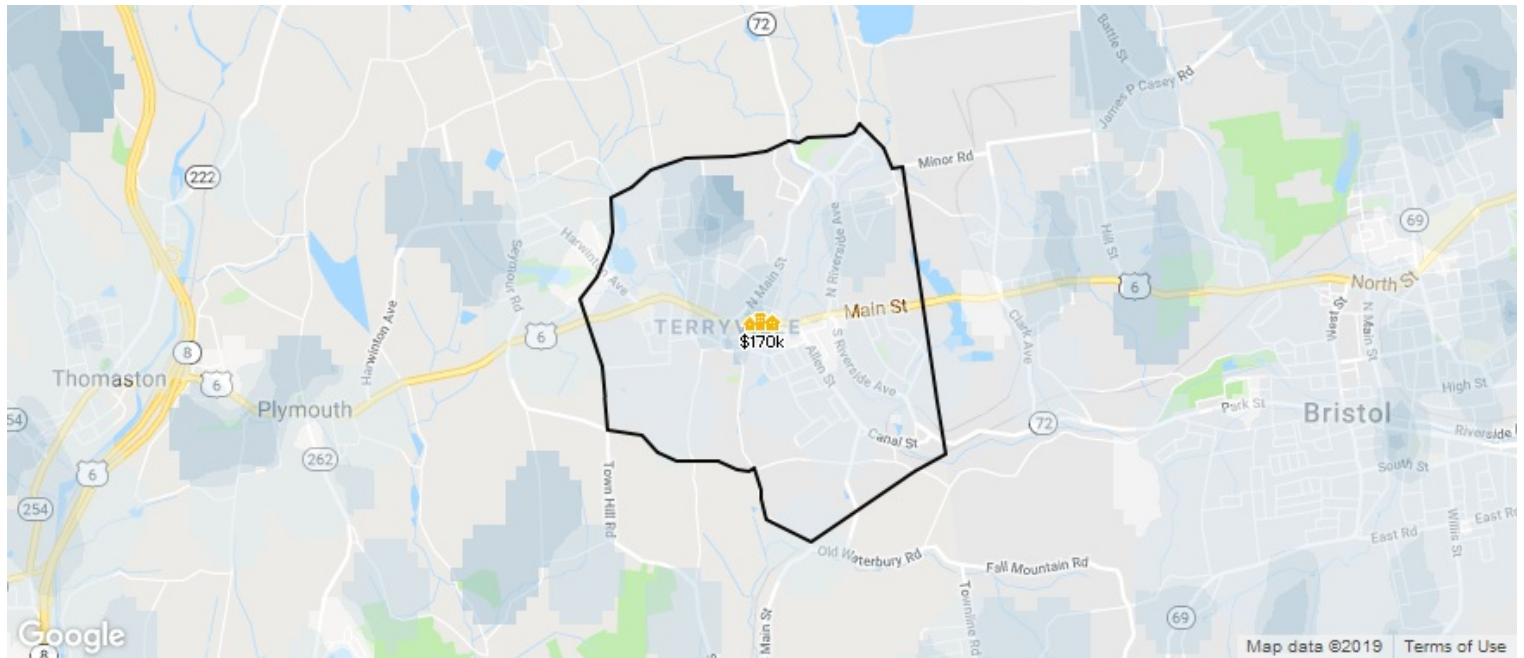 72
Battle St
James P Casey Rd
222
Minor Rd
69
Seymour Rd
Harwinton Ave
N Riverside Ave
Hill St
N Main St
6
North St
Main St
TERRYVILLE
$170k
6
Clark Ave
West St
N Main St
8
Harwinton Ave
S Riverside Ave
Allen St
Thomaston
6
High St
Plymouth
Park St
Bristol
54
72
Canal St
Riverside
262
6
South St
Town Hill Rd
254
Willis St
East Rd
East Rd
Old Waterbury Rd
Fall Mountain Rd
Main St
Townline Rd
69
Google
8
Map data ©2019
Terms of Use